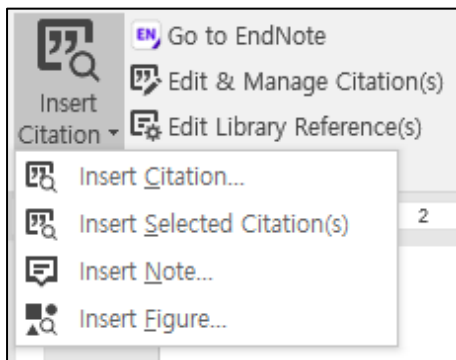 Insert
Citation
EN
Go to EndNote
Edit & Manage Citation(s)
Edit Library Reference(s)
Insert Citation...
Insert Selected Citation(s)
Insert Note...
Insert Figure...
2